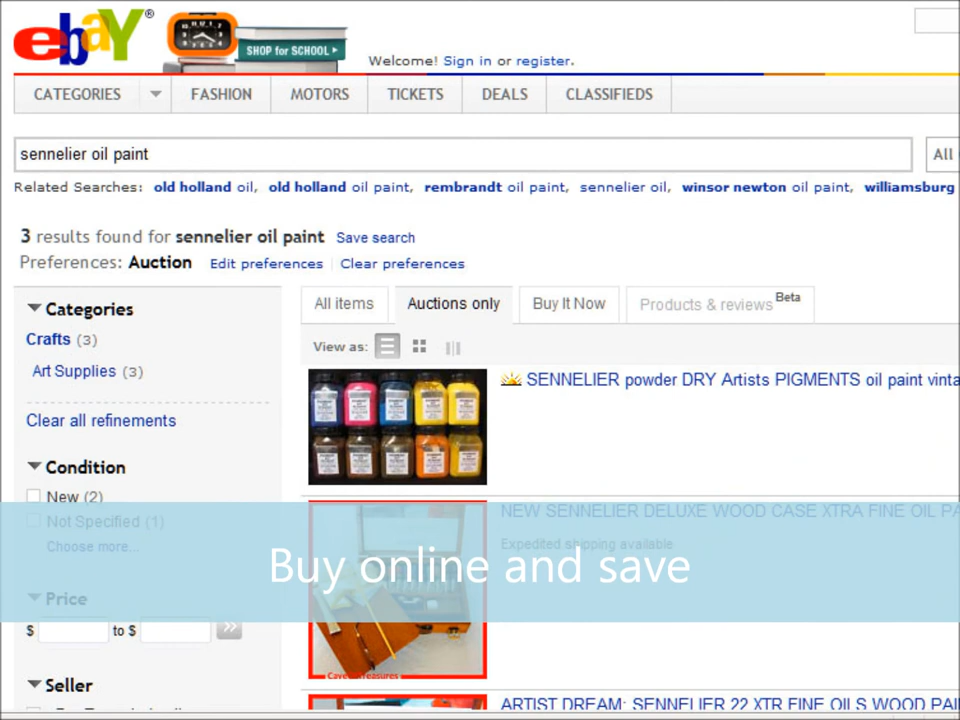 ebay®
SHOP for SCHOOL
Welcome! Sign in or register.
CATEGORIES FASHION MOTORS TICKETS DEALS CLASSIFIEDS
sennelier oil paint All
Related Searches: old holland oil, old holland oil paint, rembrandt oil paint, sennelier oil, winsor newton oil paint, williamsburg
3 results found for sennelier oil paint Save search
Preferences: Auction Edit preferences Clear preferences
Categories
Crafts (3)
Art Supplies (3)
Clear all refinements
Condition
New (2)
Not Specified (1)
Choose more...
Price
$ to $
Seller
All items Auctions only Buy It Now Products & reviews Beta
View as:
SENNELIER powder DRY Artists PIGMENTS oil paint vinta
NEW SENNELIER DELUXE WOOD CASE XTRA FINE OIL PA
Expedited shipping available
Buy online and save
ARTIST DREAM: SENNELIER 22 XTR FINE OILS WOOD PAI